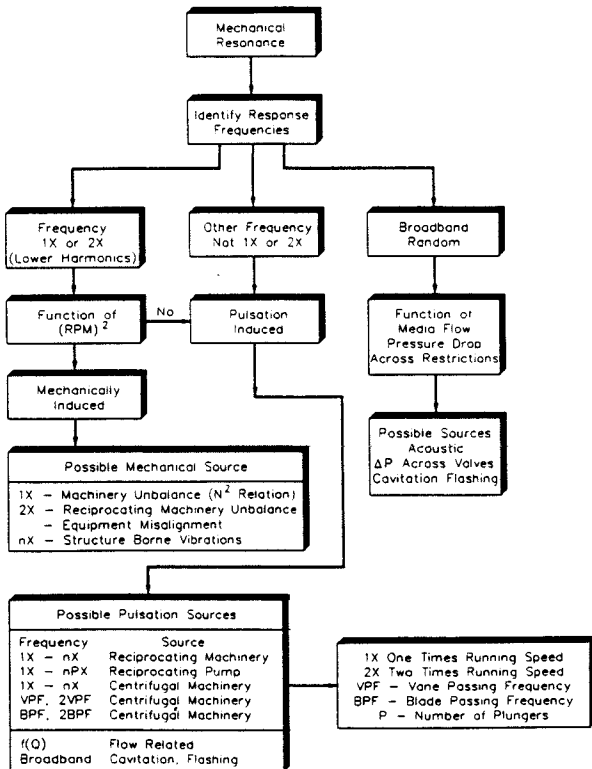 Mechanical
Resonance
Identify Response
Frequencies
Frequency
1X or 2X
(Lower Harmonics)
Other Frequency
Not 1X or 2X
Broadband
Random
Function of
(RPM)²
No
Pulsation
Induced
Function of
Media Flow
Pressure Drop
Across Restrictions
Mechanically
Induced
Possible Sources
Acoustic
ΔP Across Valves
Cavitation Flashing
Possible Mechanical Source
1X – Machinery Unbalance (N² Relation)
2X – Reciprocating Machinery Unbalance
– Equipment Misalignment
nX – Structure Borne Vibrations
Possible Pulsation Sources
Frequency Source
1X – nX Reciprocating Machinery
1X – nPX Reciprocating Pump
1X – nX Centrifugal Machinery
VPF, 2VPF Centrifugal Machinery
BPF, 2BPF Centrifugal Machinery
f(Q) Flow Related
Broadband Cavitation, Flashing
1X One Times Running Speed
2X Two Times Running Speed
VPF – Vane Passing Frequency
BPF – Blade Passing Frequency
P – Number of Plungers